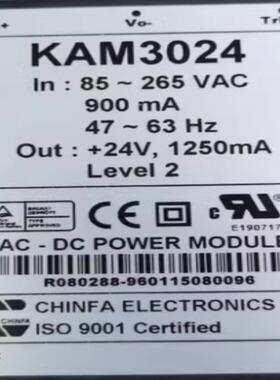 Vo-
KAM3024
In : 85 ~ 265 VAC
900 mA
47 ~ 63 Hz
Out : +24V, 1250mA
Level 2
E190717
AC - DC POWER MODULE
R080288-960115080096
CHINFA ELECTRONICS
CHINFA ISO 9001 Certified